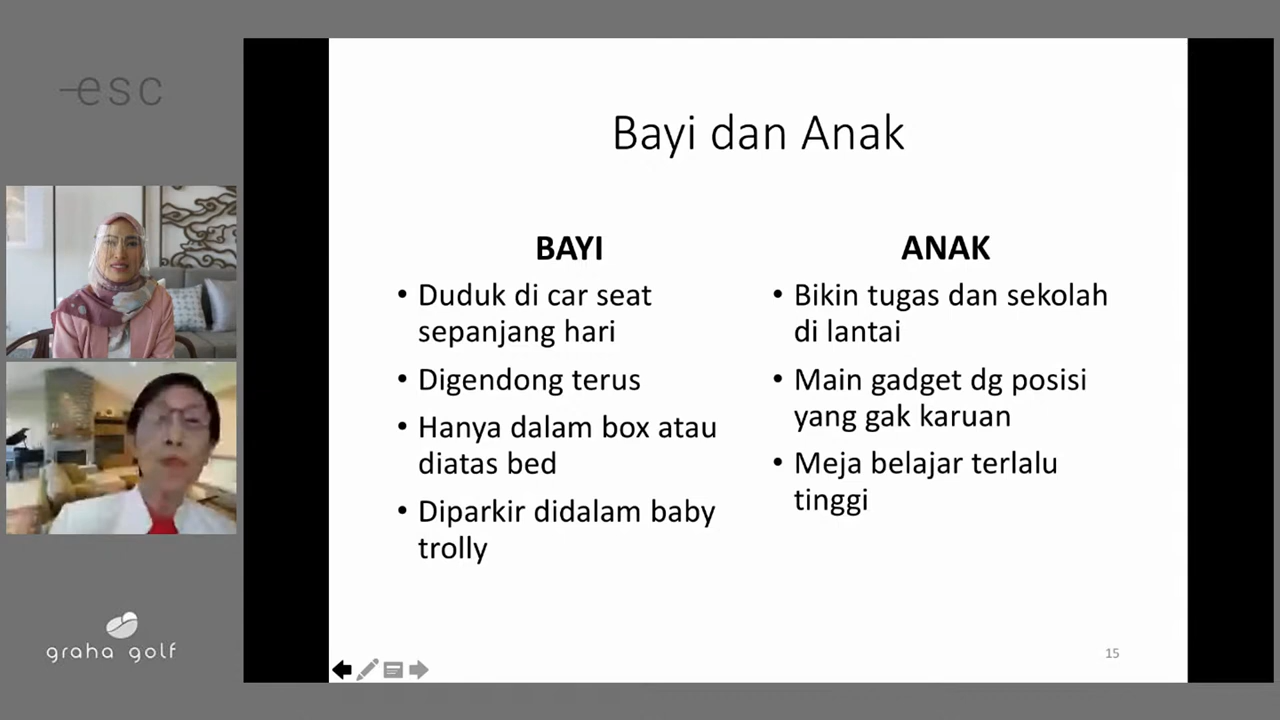 esc
Bayi dan Anak
BAYI
• Duduk di car seat
sepanjang hari
• Digendong terus
• Hanya dalam box atau
diatas bed
• Diparkir didalam baby
trolly
ANAK
• Bikin tugas dan sekolah
di lantai
• Main gadget dg posisi
yang gak karuan
• Meja belajar terlalu
tinggi
graha golf
15